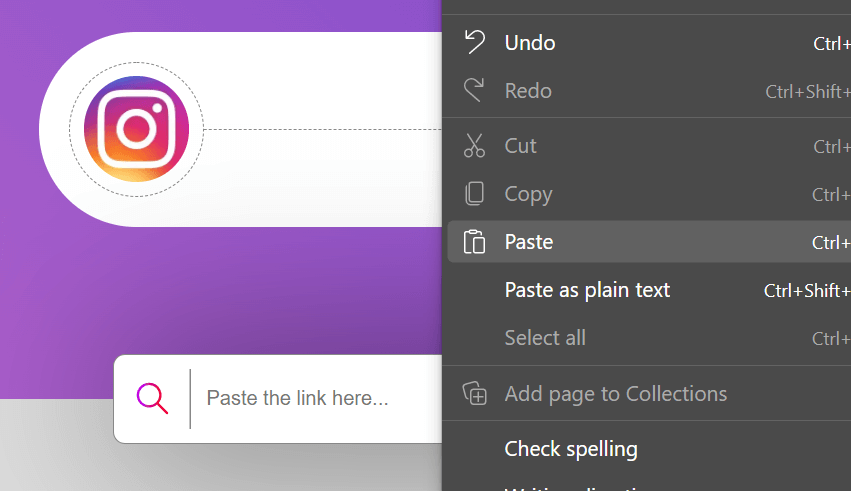 Undo Ctrl+
Redo Ctrl+Shift+
Cut Ctrl+
Copy Ctrl+
Paste Ctrl+
Paste as plain text Ctrl+Shift+
Select all Ctrl+
Add page to Collections
Paste the link here...
Check spelling